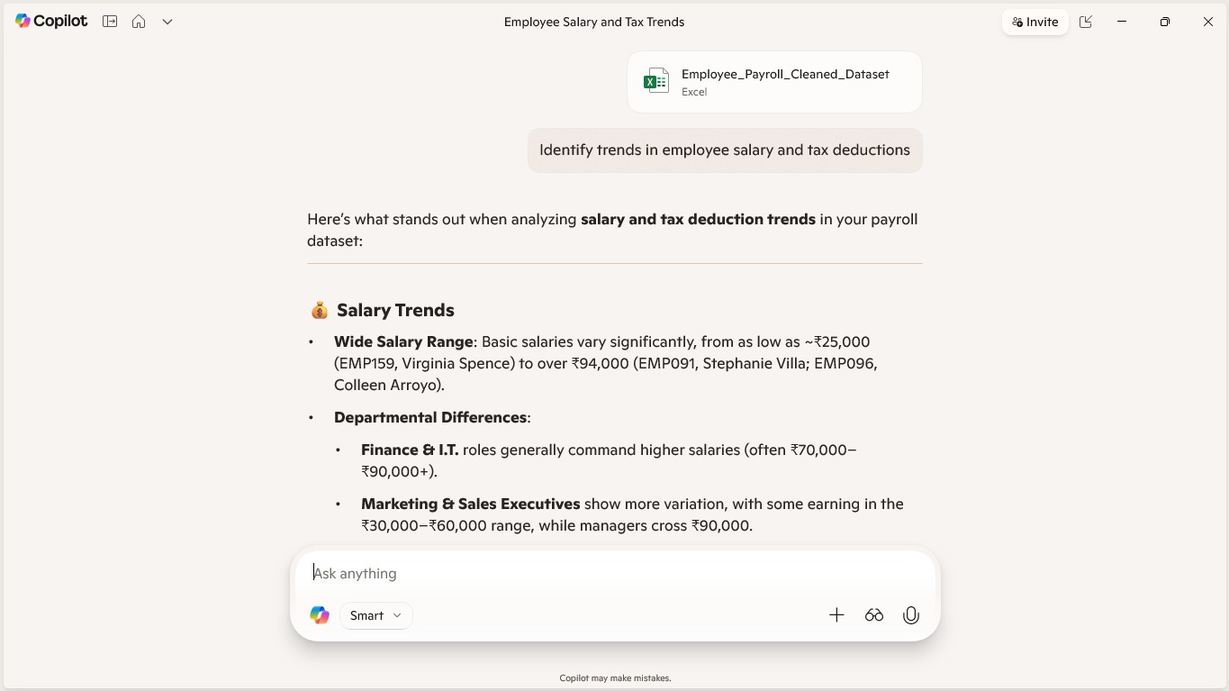 Copilot
Employee Salary and Tax Trends
Invite
Employee_Payroll_Cleaned_Dataset
Excel
Identify trends in employee salary and tax deductions
Here's what stands out when analyzing salary and tax deduction trends in your payroll
dataset:
💰 Salary Trends
• Wide Salary Range: Basic salaries vary significantly, from as low as ~₹25,000
(EMP159, Virginia Spence) to over ₹94,000 (EMP091, Stephanie Villa; EMP096,
Colleen Arroyo).
• Departmental Differences:
• Finance & I.T. roles generally command higher salaries (often ₹70,000–
₹90,000+).
• Marketing & Sales Executives show more variation, with some earning in the
₹30,000–₹60,000 range, while managers cross ₹90,000.
Ask anything
Smart
Copilot may make mistakes.